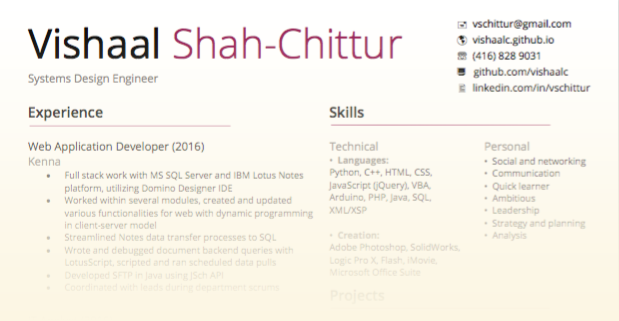 Vishaal Shah-Chittur
Systems Design Engineer
vschittur@gmail.com
vishaalc.github.io
(416) 828 9031
github.com/vishaalc
linkedin.com/in/vschittur
Experience
Web Application Developer (2016)
Kenna
• Full stack work with MS SQL Server and IBM Lotus Notes
platform, utilizing Domino Designer IDE
• Worked within several modules, created and updated
various functionalities for web with dynamic programming
in client-server model
• Streamlined Notes data transfer processes to SQL
• Wrote and debugged document backend queries with
LotusScript, scripted and ran scheduled data pulls
• Developed SFTP in Java using JSch API
• Coordinated with leads during department scrums
Skills
Technical
• Languages:
Python, C++, HTML, CSS,
JavaScript (jQuery), VBA,
Arduino, PHP, Java, SQL,
XML/XSP
• Creation:
Adobe Photoshop, SolidWorks,
Logic Pro X, Flash, iMovie,
Microsoft Office Suite
Personal
• Social and networking
• Communication
• Quick learner
• Ambitious
• Leadership
• Strategy and planning
• Analysis
Projects